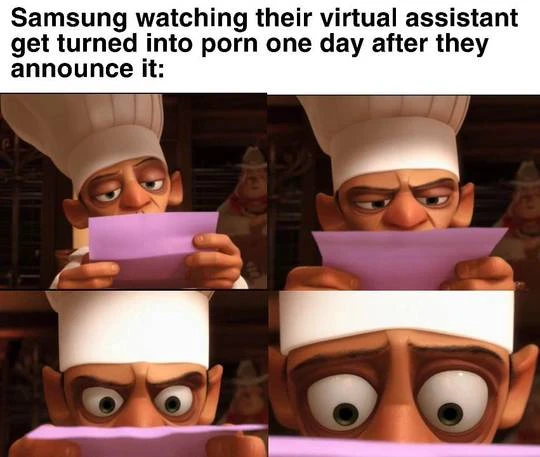 Samsung watching their virtual assistant
get turned into porn one day after they
announce it: